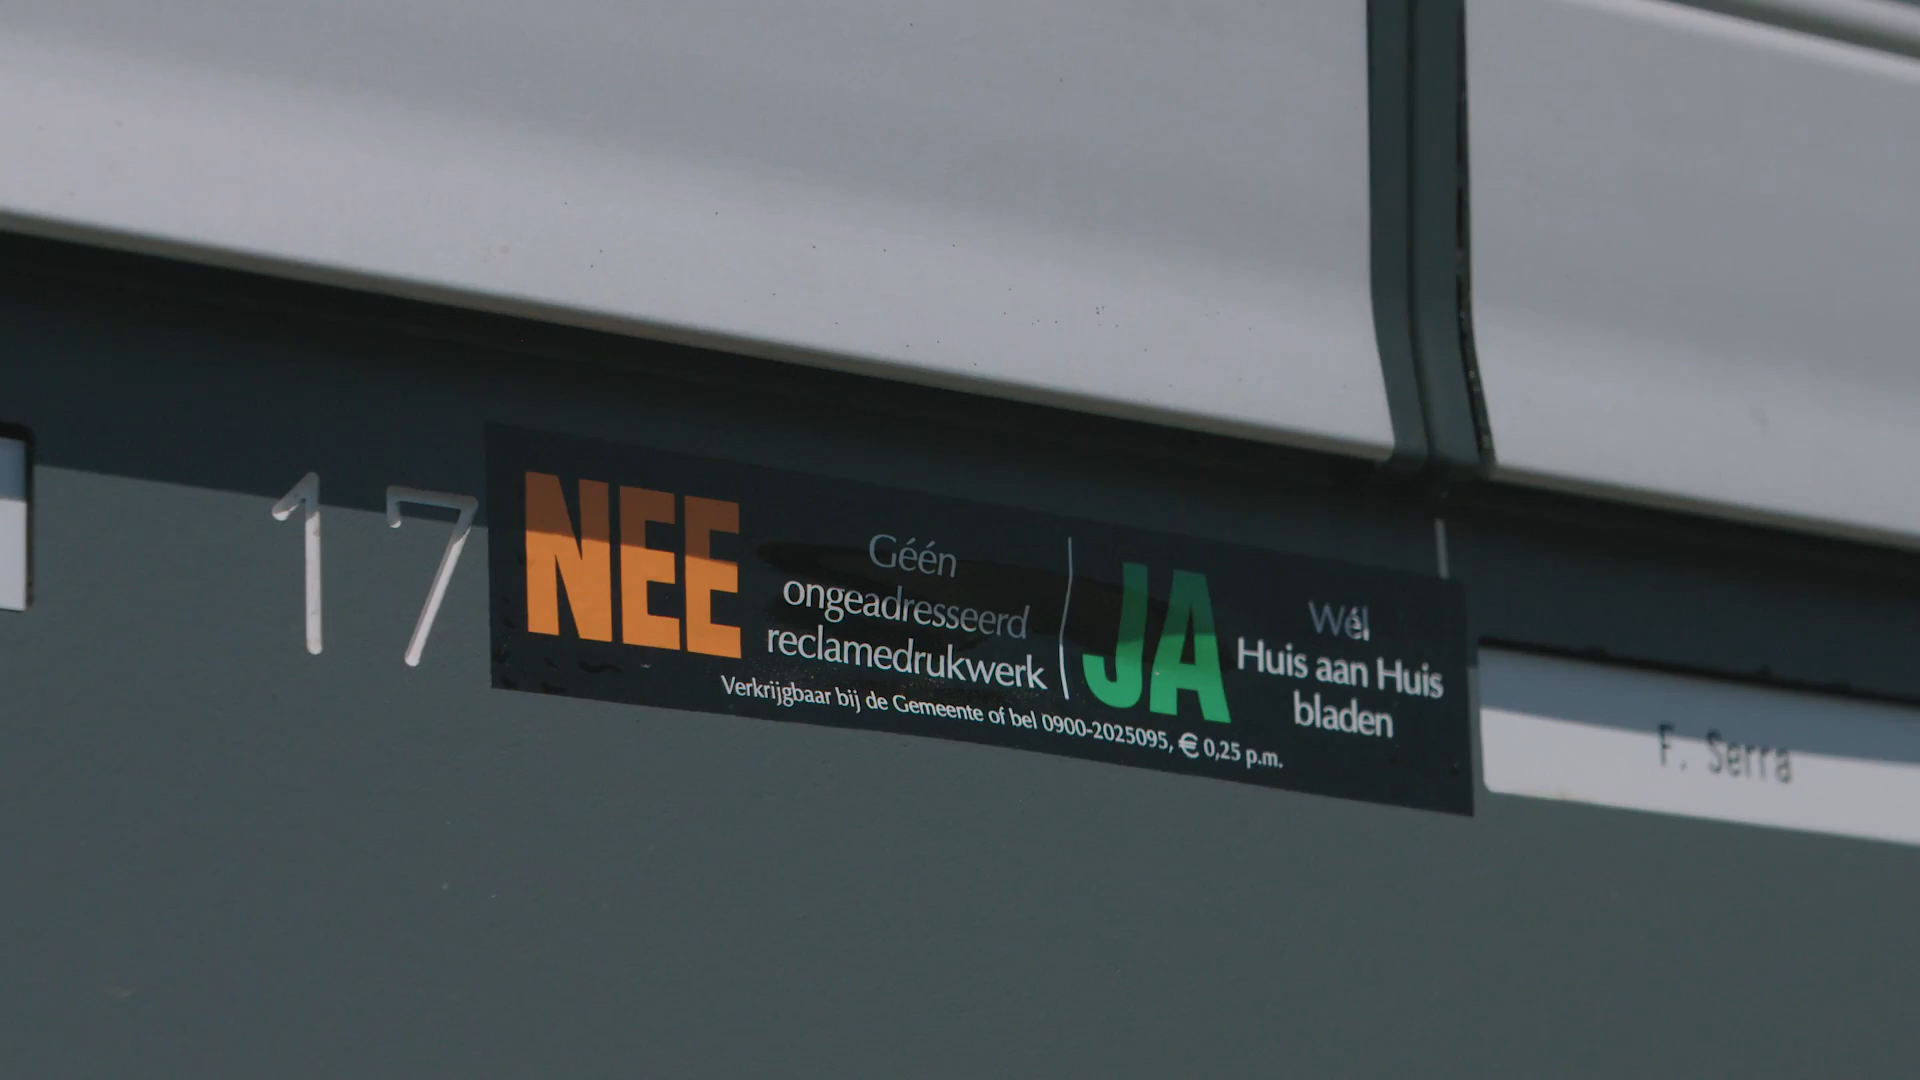 17
NEE
Géén
ongeadresseerd
reclamedrukwerk
JA
Wél
Huis aan Huis
bladen
Verkrijgbaar bij de Gemeente of bel 0900-2025095, € 0,25 p.m.
F. Serra